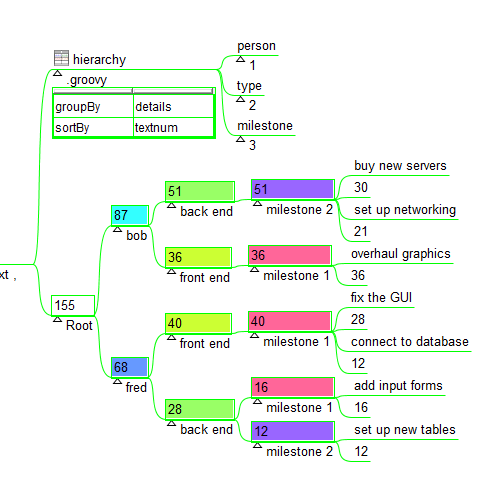 person
hierarchy
1
.groovy
type
2
groupBy details
sortBy textnum
milestone
3
buy new servers
51
51
30
87
back end
milestone 2
set up networking
bob
21
36
36
overhaul graphics
front end
milestone 1
36
xt ,
155
Root
fix the GUI
40
40
28
front end
milestone 1
connect to database
68
12
fred
16
add input forms
28
milestone 1
16
back end
12
set up new tables
milestone 2
12